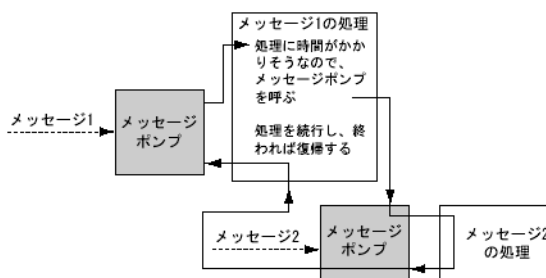 メッセージ1の処理
処理に時間がかか
りそうなので、
メッセージポンプ
を呼ぶ
処理を続行し、終
われば復帰する
メッセージ1
メッセージ
ポンプ
メッセージ2
メッセージ
ポンプ
メッセージ2
の処理